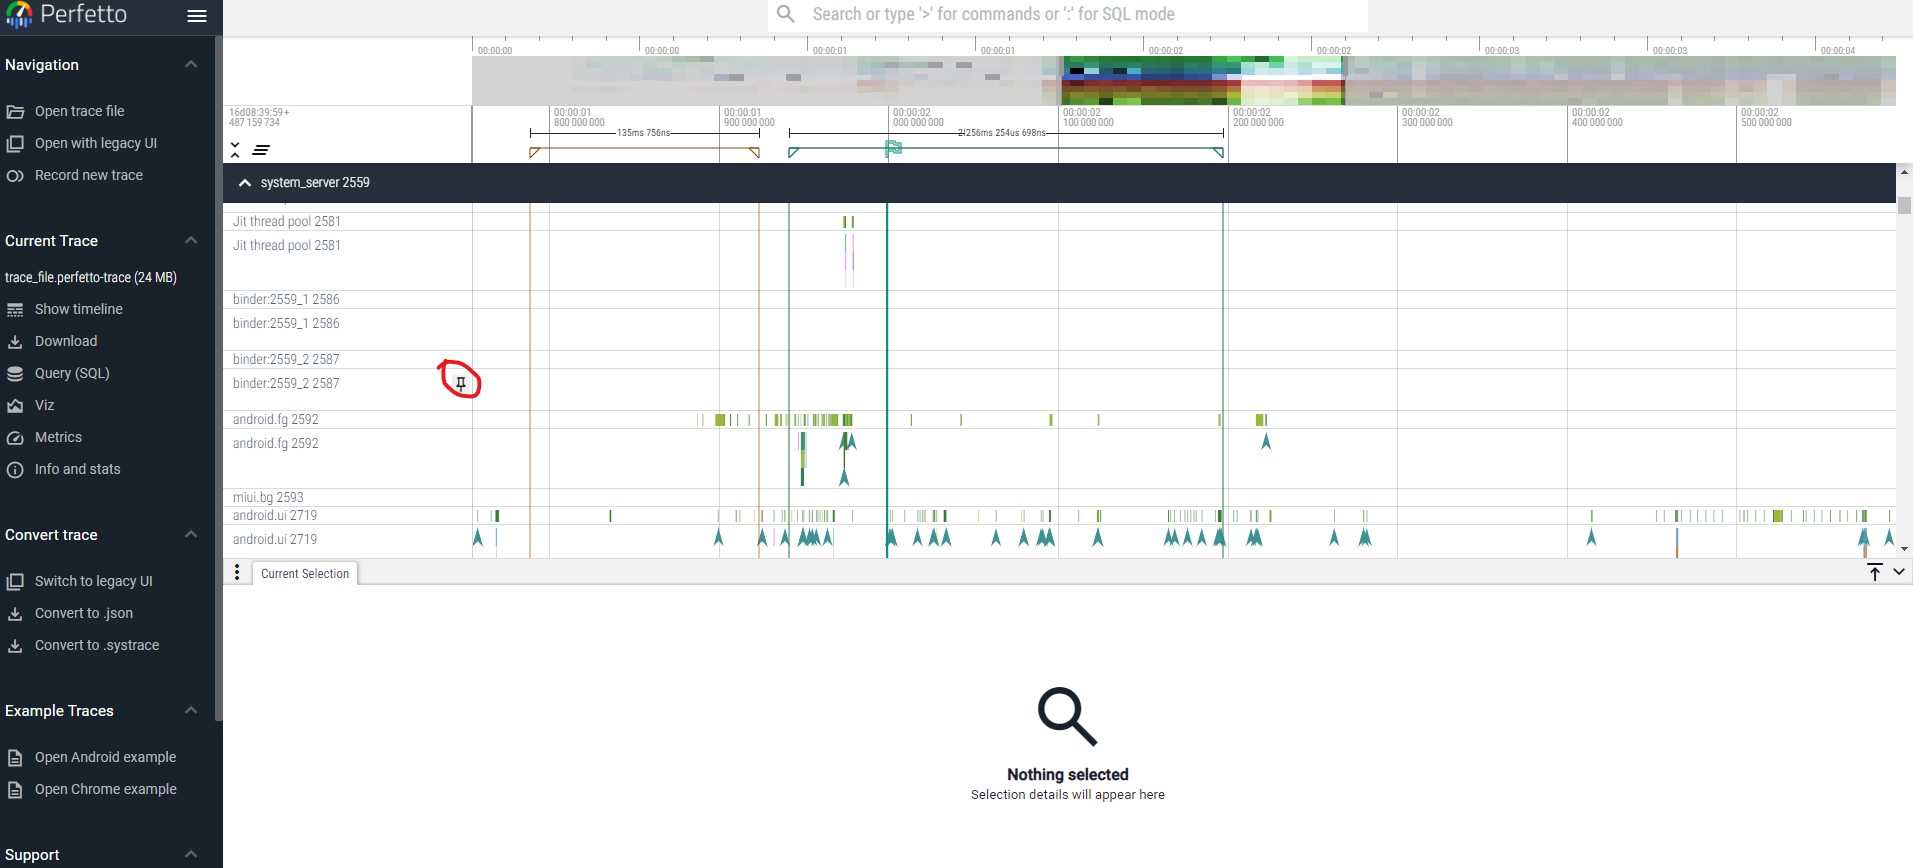 Perfetto
Search or type '>' for commands or ':' for SQL mode
Navigation
Open trace file
Open with legacy UI
Record new trace
Current Trace
trace_file.perfetto-trace (24 MB)
Show timeline
Download
Query (SQL)
Viz
Metrics
Info and stats
Convert trace
Switch to legacy UI
Convert to .json
Convert to .systrace
Example Traces
Open Android example
Open Chrome example
Support
00:00:00 00:00:00 00:00:01 00:00:01 00:00:02 00:00:02 00:00:03 00:00:03 00:00:04
16d08:39:59+ 00:00:01 00:00:01 00:00:02 00:00:02 00:00:02 00:00:02 00:00:02 00:00:02
487 159 734 800 000 000 900 000 000 000 000 000 100 000 000 200 000 000 300 000 000 400 000 000 500 000 000
135ms 756ns 256ms 254us 698ns
system_server 2559
Jit thread pool 2581
Jit thread pool 2581
binder:2559_1 2586
binder:2559_1 2586
binder:2559_2 2587
binder:2559_2 2587
android.fg 2592
android.fg 2592
miui.bg 2593
android.ui 2719
android.ui 2719
Current Selection
Nothing selected
Selection details will appear here